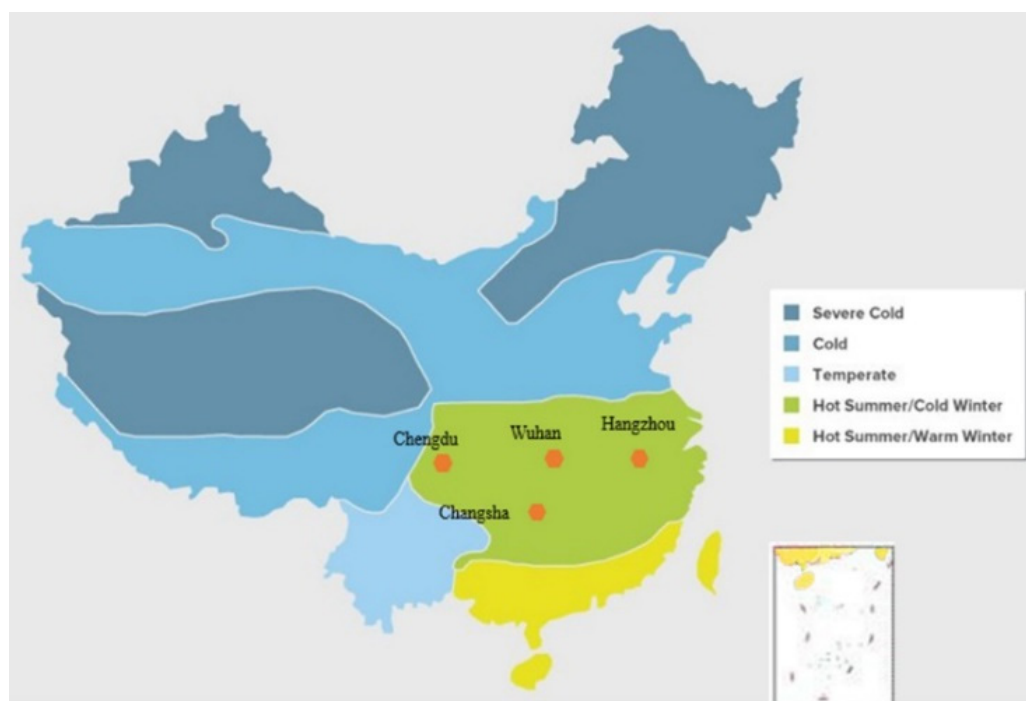 Severe Cold
Cold
Temperate
Hot Summer/Cold Winter
Hot Summer/Warm Winter
Chengdu
Wuhan
Hangzhou
Changsha